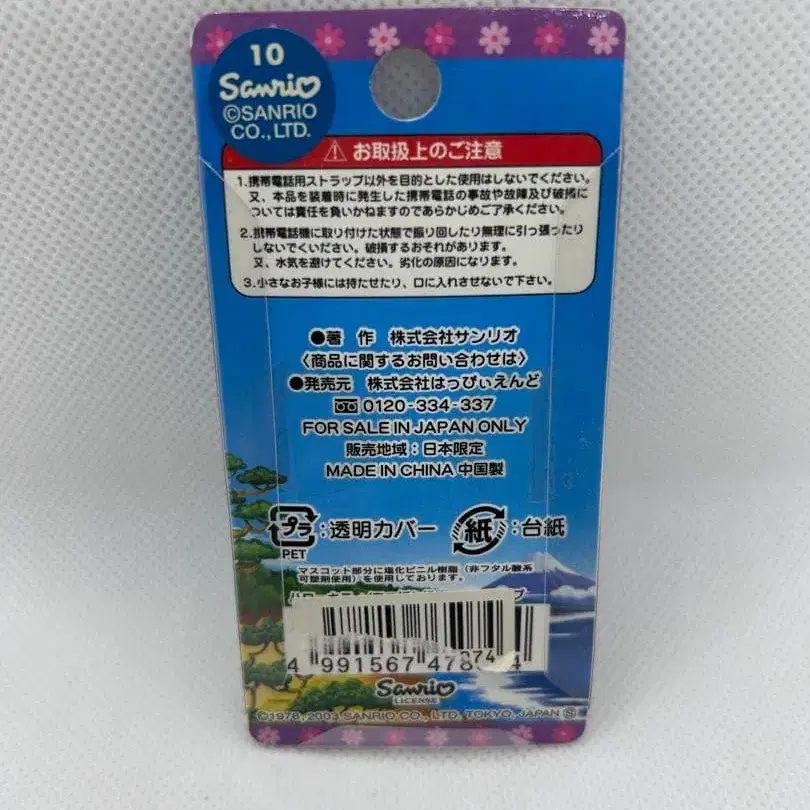 10
Sanrio
©SANRIO
CO.,LTD.
⚠ お取扱上のご注意
1.携帯電話用ストラップ以外を目的とした使用はしないでください。
又、本品を装着時に発生した携帯電話の事故や故障及び破損に
ついては責任を負いかねますのであらかじめご了承ください。
2.携帯電話機に取り付けた状態で振り回したり無理に引っ張ったり
しないでくいださい。破損するおそれがあります。
又、水気を避けてください。劣化の原因になります。
3.小さなお子様には持たせたり、口に入れさせないで下さい。
●著 作 株式会社サンリオ
〈商品に関するお問い合わせは〉
●発売元 株式会社はっぴぃえんど
0120-334-337
FOR SALE IN JAPAN ONLY
販売地域:日本限定
MADE IN CHINA 中国製
プラ:透明カバー 紙:台紙
PET
マスコット部分に塩化ビニル樹脂(非フタル酸系
可塑剤使用)を使用しております。
874
4 991567 478 4
Sanrio
LICENSE
©1976, 2003 SANRIO CO., LTD. TOKYO, JAPAN Ⓢ